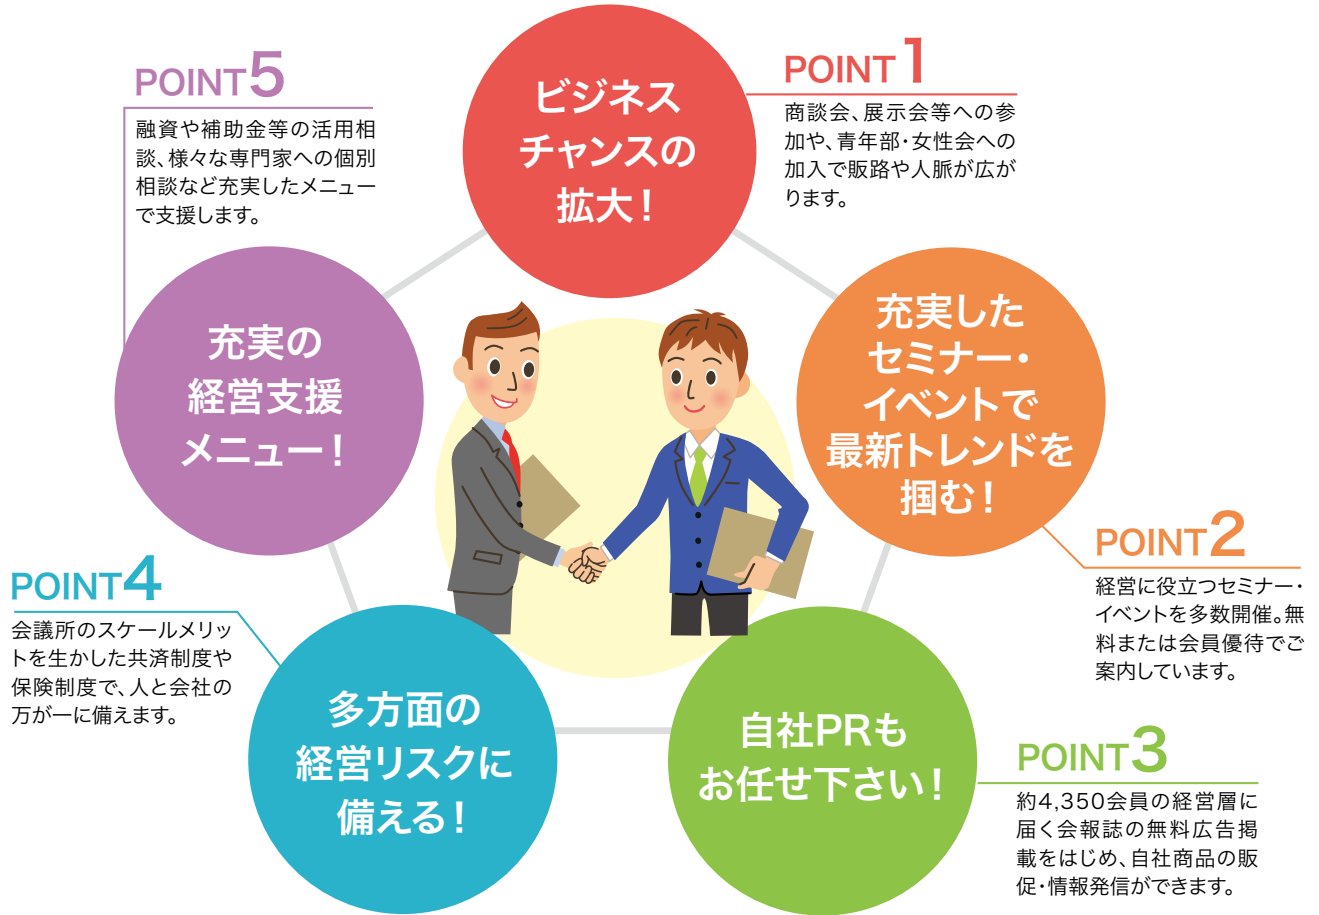 POINT1
ビジネス
チャンスの
拡大！
商談会、展示会等への参
加や、青年部・女性会への
加入で販路や人脈が広が
ります。
POINT2
充実した
セミナー・
イベントで
最新トレンドを
掴む！
経営に役立つセミナー・
イベントを多数開催。無
料または会員優待でご
案内しています。
POINT3
自社PRも
お任せ下さい！
約4,350会員の経営層に
届く会報誌の無料広告掲
載をはじめ、自社商品の販
促・情報発信ができます。
POINT4
多方面の
経営リスクに
備える！
会議所のスケールメリッ
トを生かした共済制度や
保険制度で、人と会社の
万が一に備えます。
POINT5
充実の
経営支援
メニュー！
融資や補助金等の活用相
談、様々な専門家への個別
相談など充実したメニュー
で支援します。